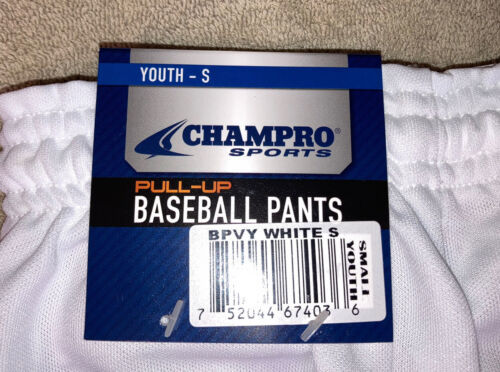 YOUTH - S
CHAMPRO®
SPORTS
PULL-UP
BASEBALL PANTS
BPVY WHITE S
SMALL
YOUTH
7 52044 67403 6